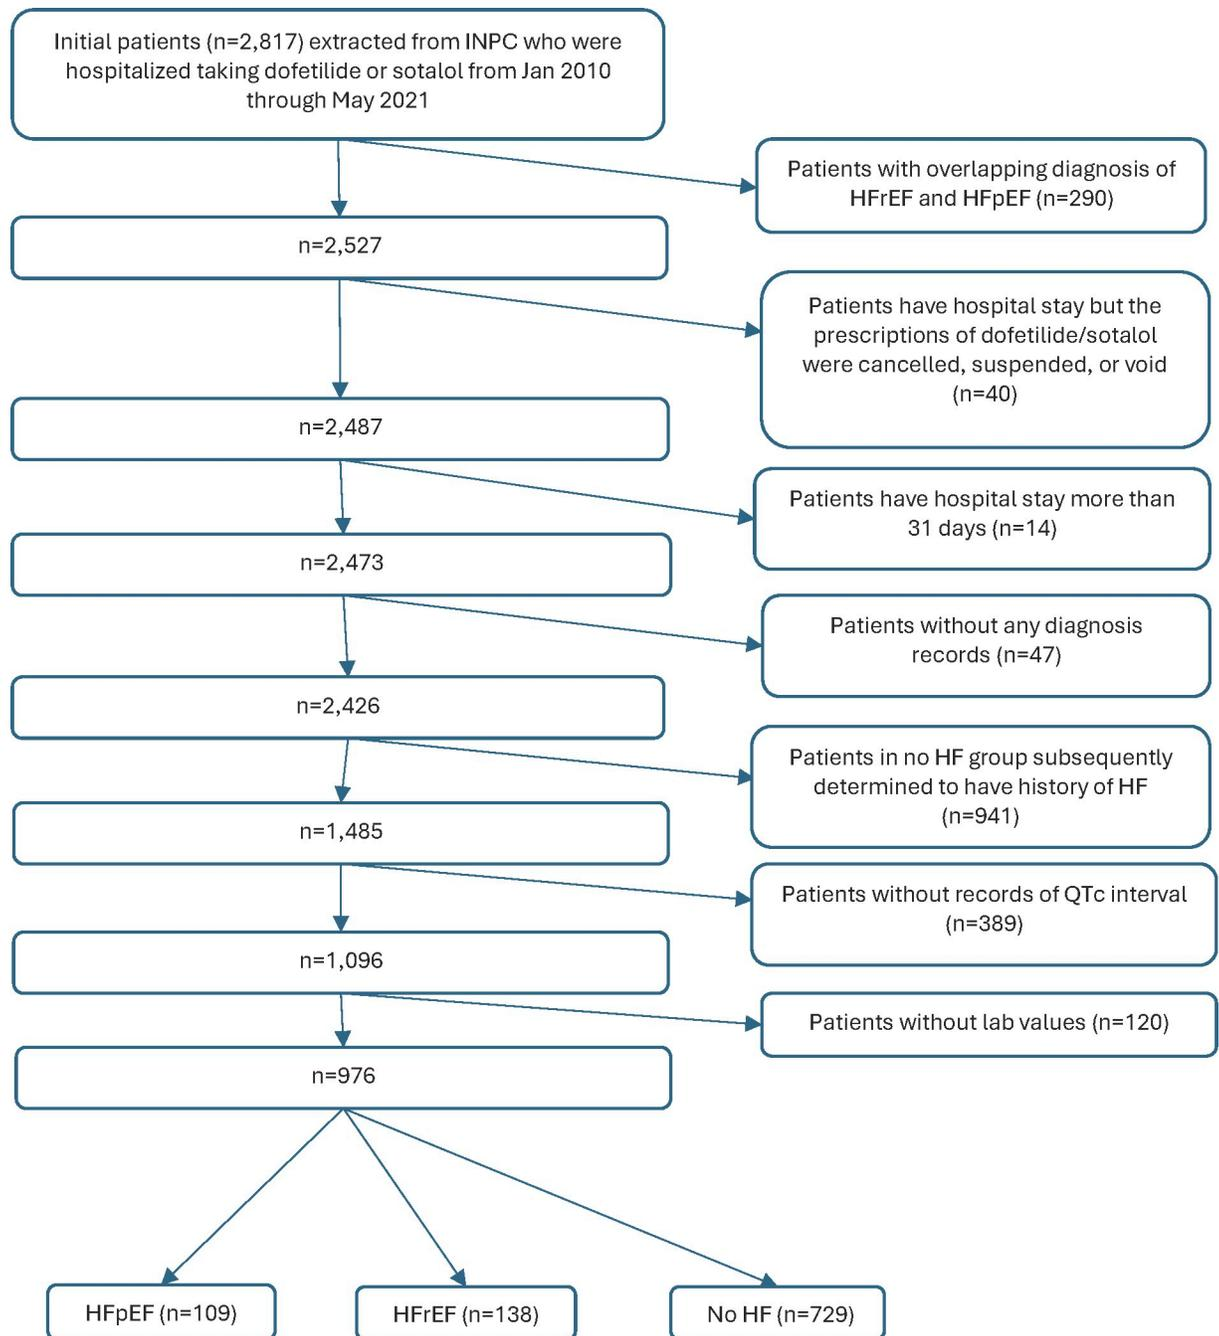 Initial patients (n=2,817) extracted from INPC who were
hospitalized taking dofetilide or sotalol from Jan 2010
through May 2021
Patients with overlapping diagnosis of
HFrEF and HFpEF (n=290)
n=2,527
Patients have hospital stay but the
prescriptions of dofetilide/sotalol
were cancelled, suspended, or void
(n=40)
n=2,487
Patients have hospital stay more than
31 days (n=14)
n=2,473
Patients without any diagnosis
records (n=47)
n=2,426
Patients in no HF group subsequently
determined to have history of HF
(n=941)
n=1,485
Patients without records of QTc interval
(n=389)
n=1,096
Patients without lab values (n=120)
n=976
HFpEF (n=109)
HFrEF (n=138)
No HF (n=729)